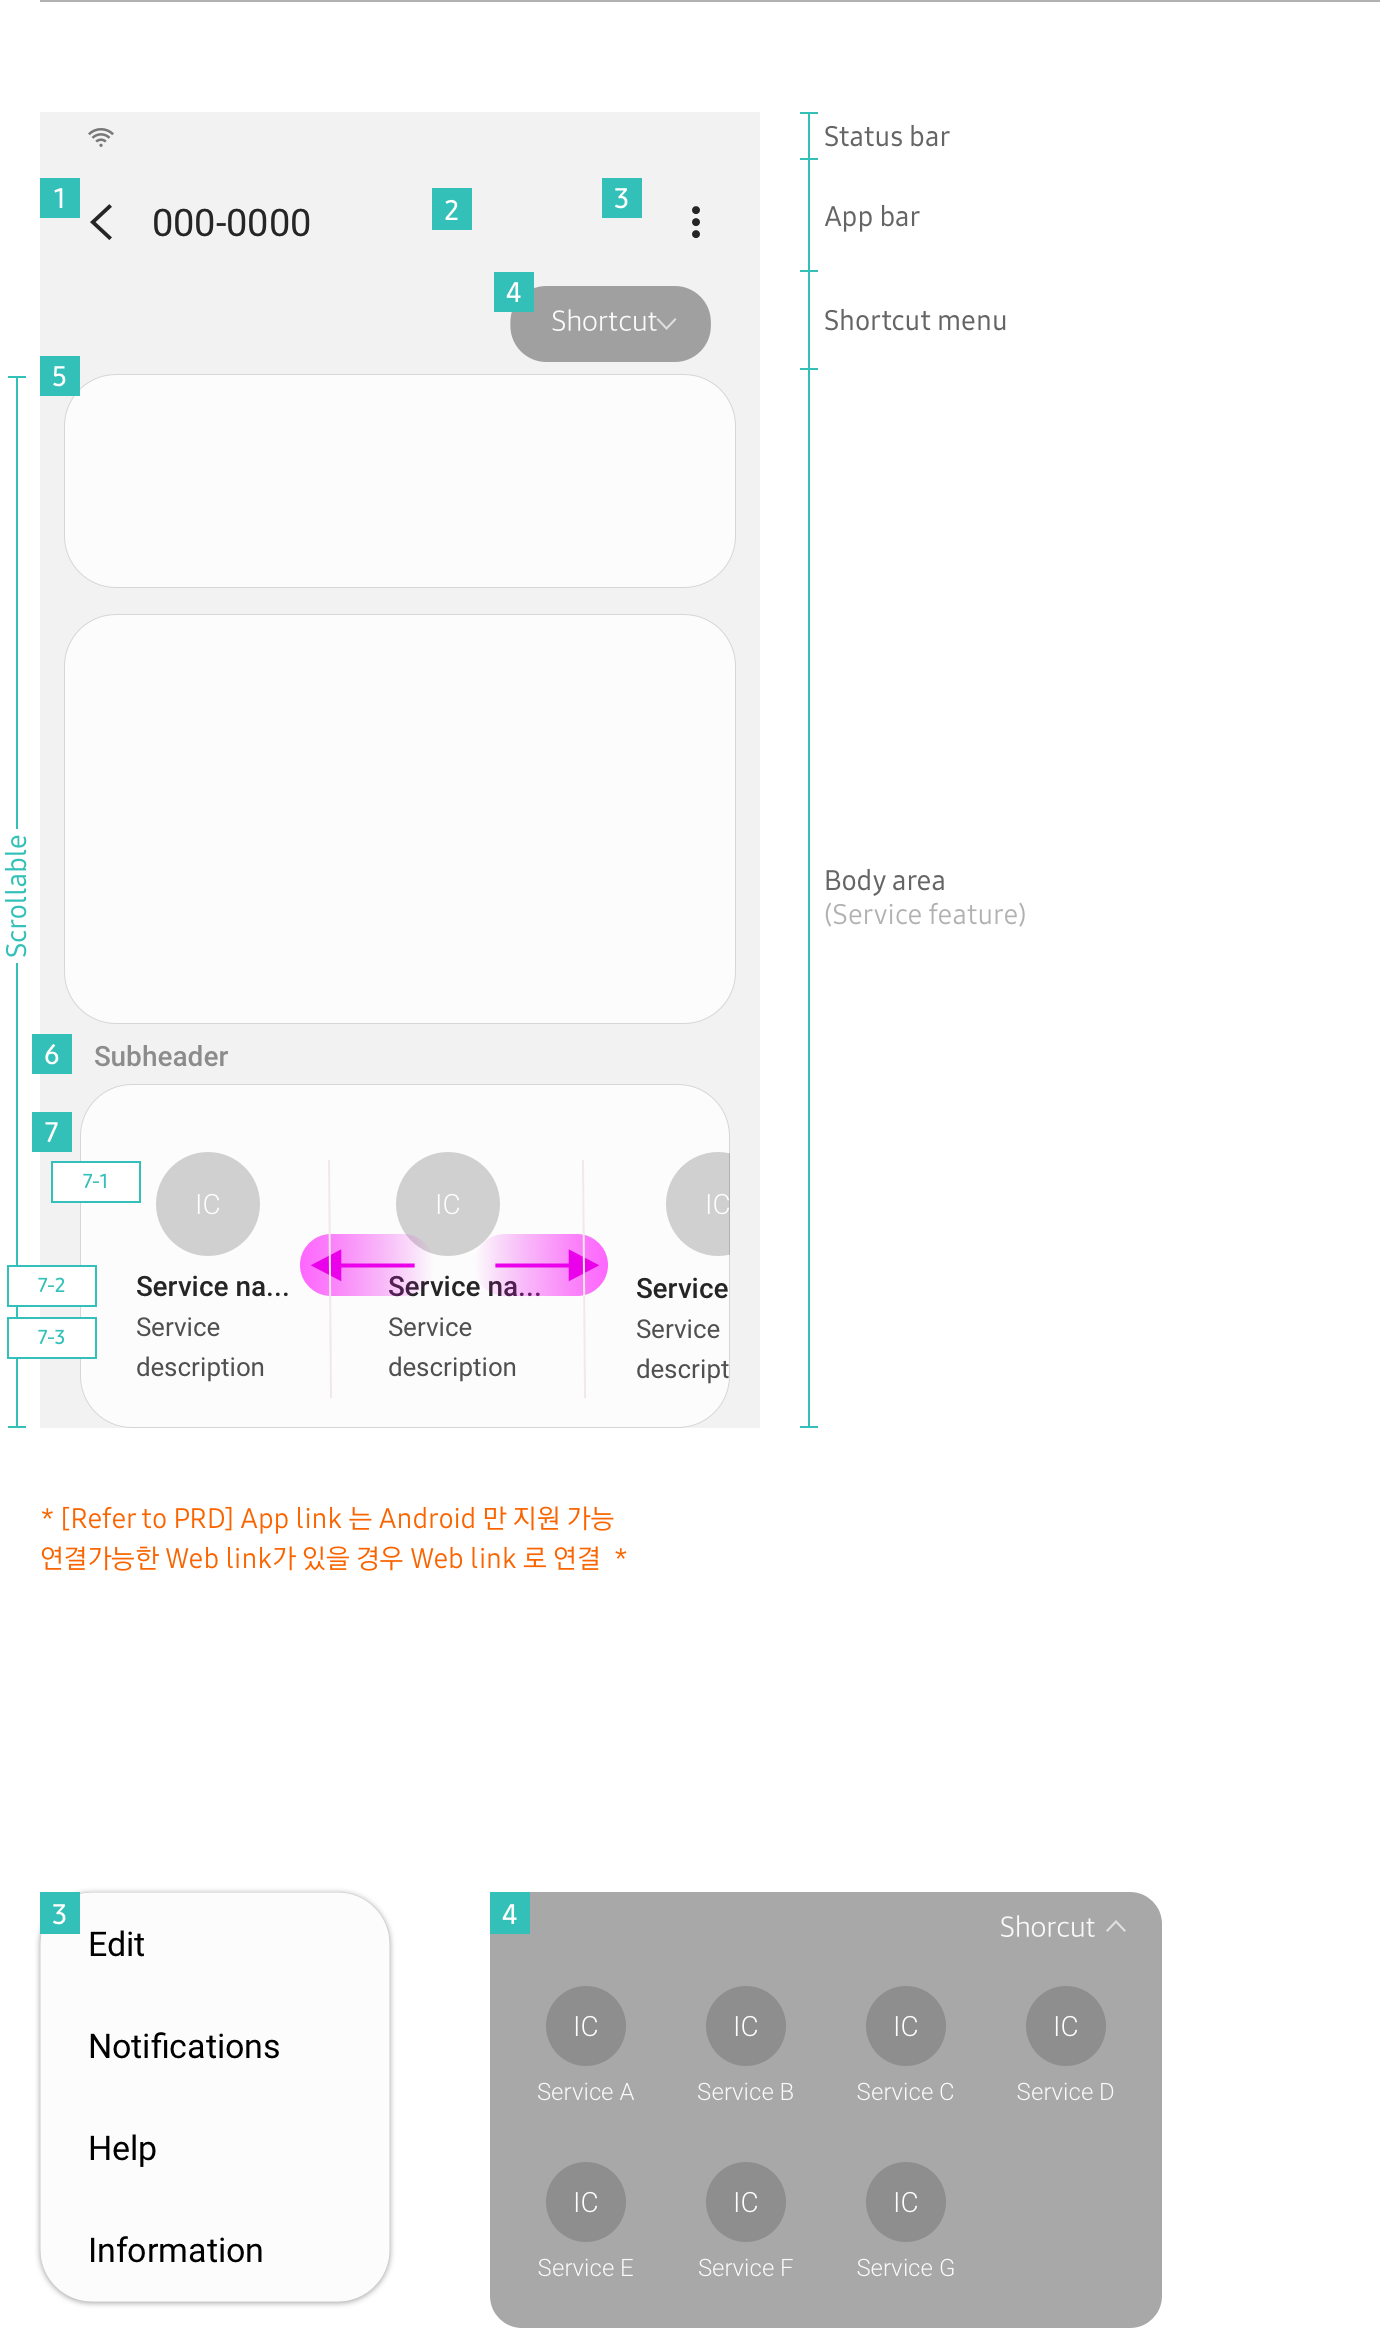 Status bar
1
000-0000
2
3
App bar
4
Shortcut
Shortcut menu
5
Scrollable
Body area
(Service feature)
6
Subheader
7
7-1
IC
IC
IC
7-2
Service na...
Service na...
Service
7-3
Service
description
Service
description
Service
descript
* [Refer to PRD] App link 는 Android 만 지원 가능
연결가능한 Web link가 있을 경우 Web link 로 연결 *
3
Edit
Notifications
Help
Information
4
Shorcut
IC
IC
IC
IC
Service A
Service B
Service C
Service D
IC
IC
IC
Service E
Service F
Service G